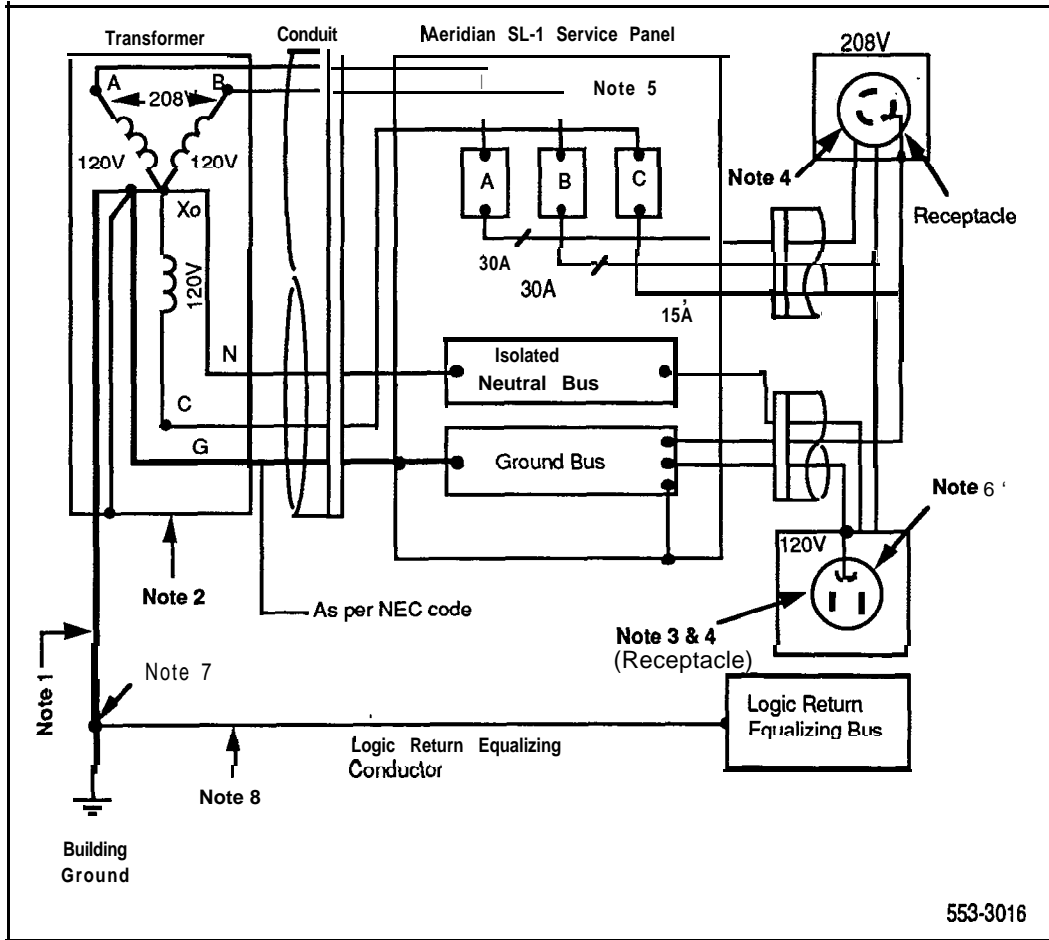 Transformer
Conduit
Meridian SL-1 Service Panel
208V
A
B
208V
Note 5
120V
120V
A
B
C
Note 4
Xo
Receptacle
120V
30A
30A
15A
N
Isolated
Neutral Bus
C
G
Ground Bus
Note 6
120V
Note 2
As per NEC code
Note 3 & 4
(Receptacle)
Note 1
Note 7
Logic Return
Equalizing Bus
Logic Return Equalizing
Conductor
Note 8
Building
Ground
553-3016